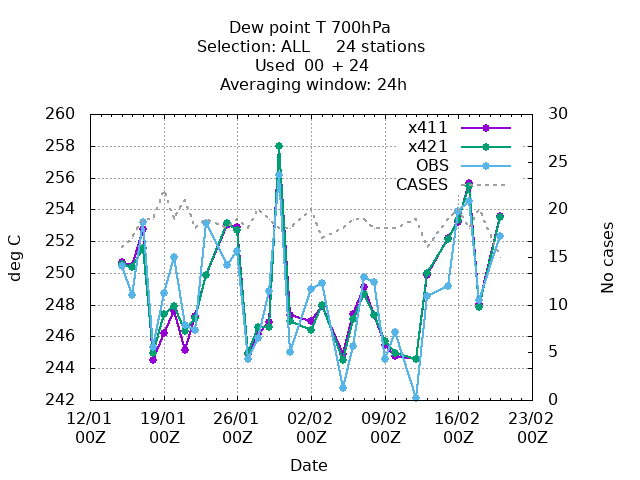 Dew point T 700hPa
Selection: ALL 24 stations
Used 00 + 24
Averaging window: 24h
260
258
256
254
252
250
248
246
244
242
30
25
20
15
10
5
0
x411
x421
OBS
CASES
deg C
No cases
12/01 19/01 26/01 02/02 09/02 16/02 23/02
00Z 00Z 00Z 00Z 00Z 00Z 00Z
Date